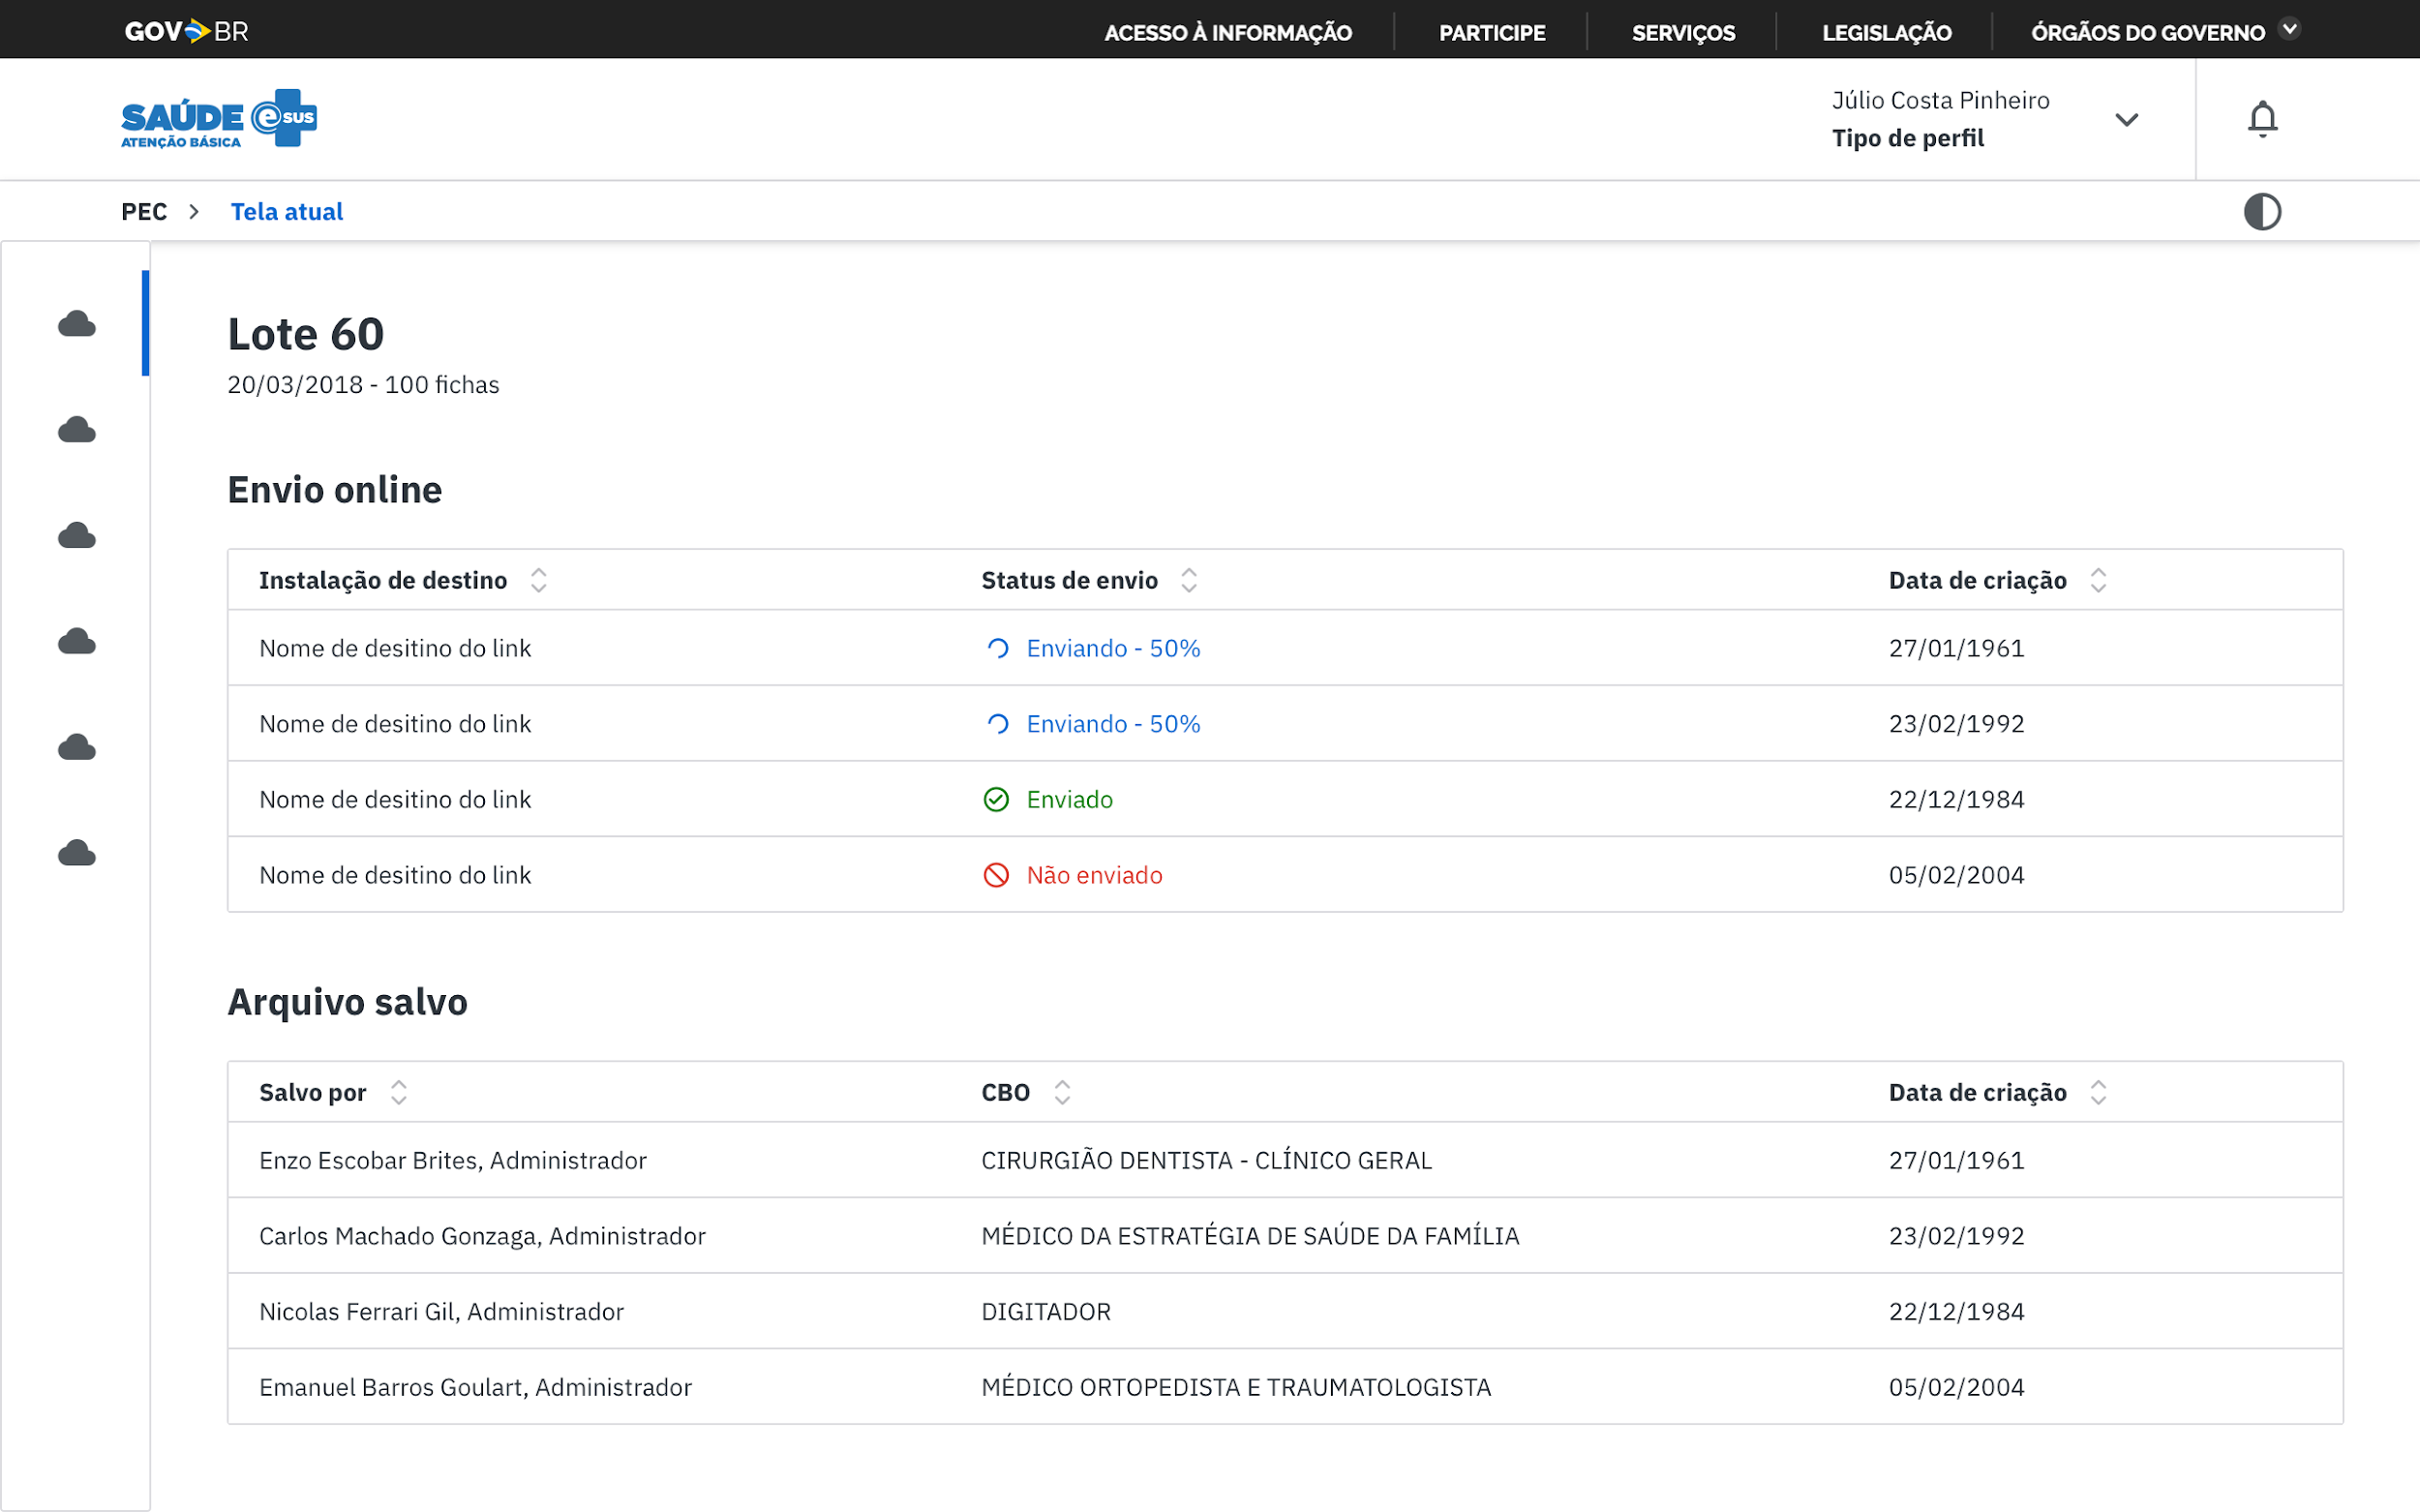 GOV BR ACESSO À INFORMAÇÃO PARTICIPE SERVIÇOS LEGISLAÇÃO ÓRGÃOS DO GOVERNO
SAÚDE e SUS
ATENÇÃO BÁSICA
Júlio Costa Pinheiro
Tipo de perfil
PEC > Tela atual
Lote 60
20/03/2018 - 100 fichas
Envio online
Instalação de destino Status de envio Data de criação
Nome de desitino do link Enviando - 50% 27/01/1961
Nome de desitino do link Enviando - 50% 23/02/1992
Nome de desitino do link Enviado 22/12/1984
Nome de desitino do link Não enviado 05/02/2004
Arquivo salvo
Salvo por CBO Data de criação
Enzo Escobar Brites, Administrador CIRURGIÃO DENTISTA - CLÍNICO GERAL 27/01/1961
Carlos Machado Gonzaga, Administrador MÉDICO DA ESTRATÉGIA DE SAÚDE DA FAMÍLIA 23/02/1992
Nicolas Ferrari Gil, Administrador DIGITADOR 22/12/1984
Emanuel Barros Goulart, Administrador MÉDICO ORTOPEDISTA E TRAUMATOLOGISTA 05/02/2004